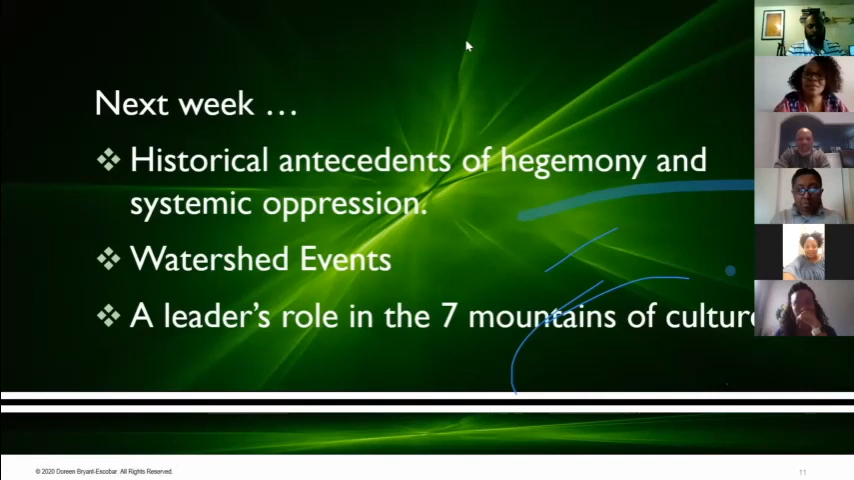 Next week …
❖ Historical antecedents of hegemony and
systemic oppression.
❖ Watershed Events
❖ A leader's role in the 7 mountains of culture
© 2020 Doreen Bryant-Escobar. All Rights Reserved.
11